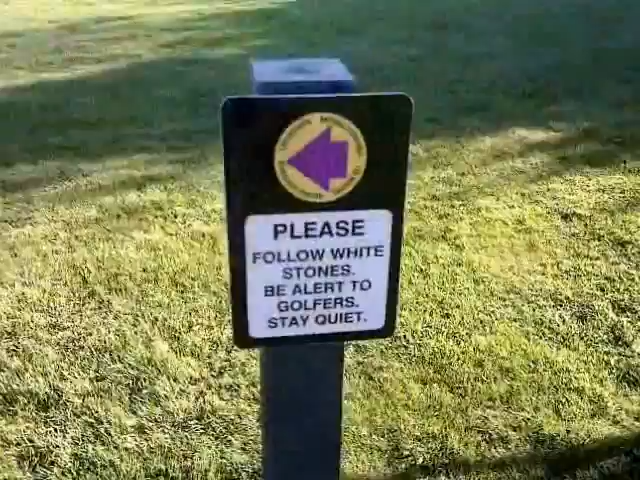 PLEASE
FOLLOW WHITE
STONES.
BE ALERT TO
GOLFERS.
STAY QUIET.